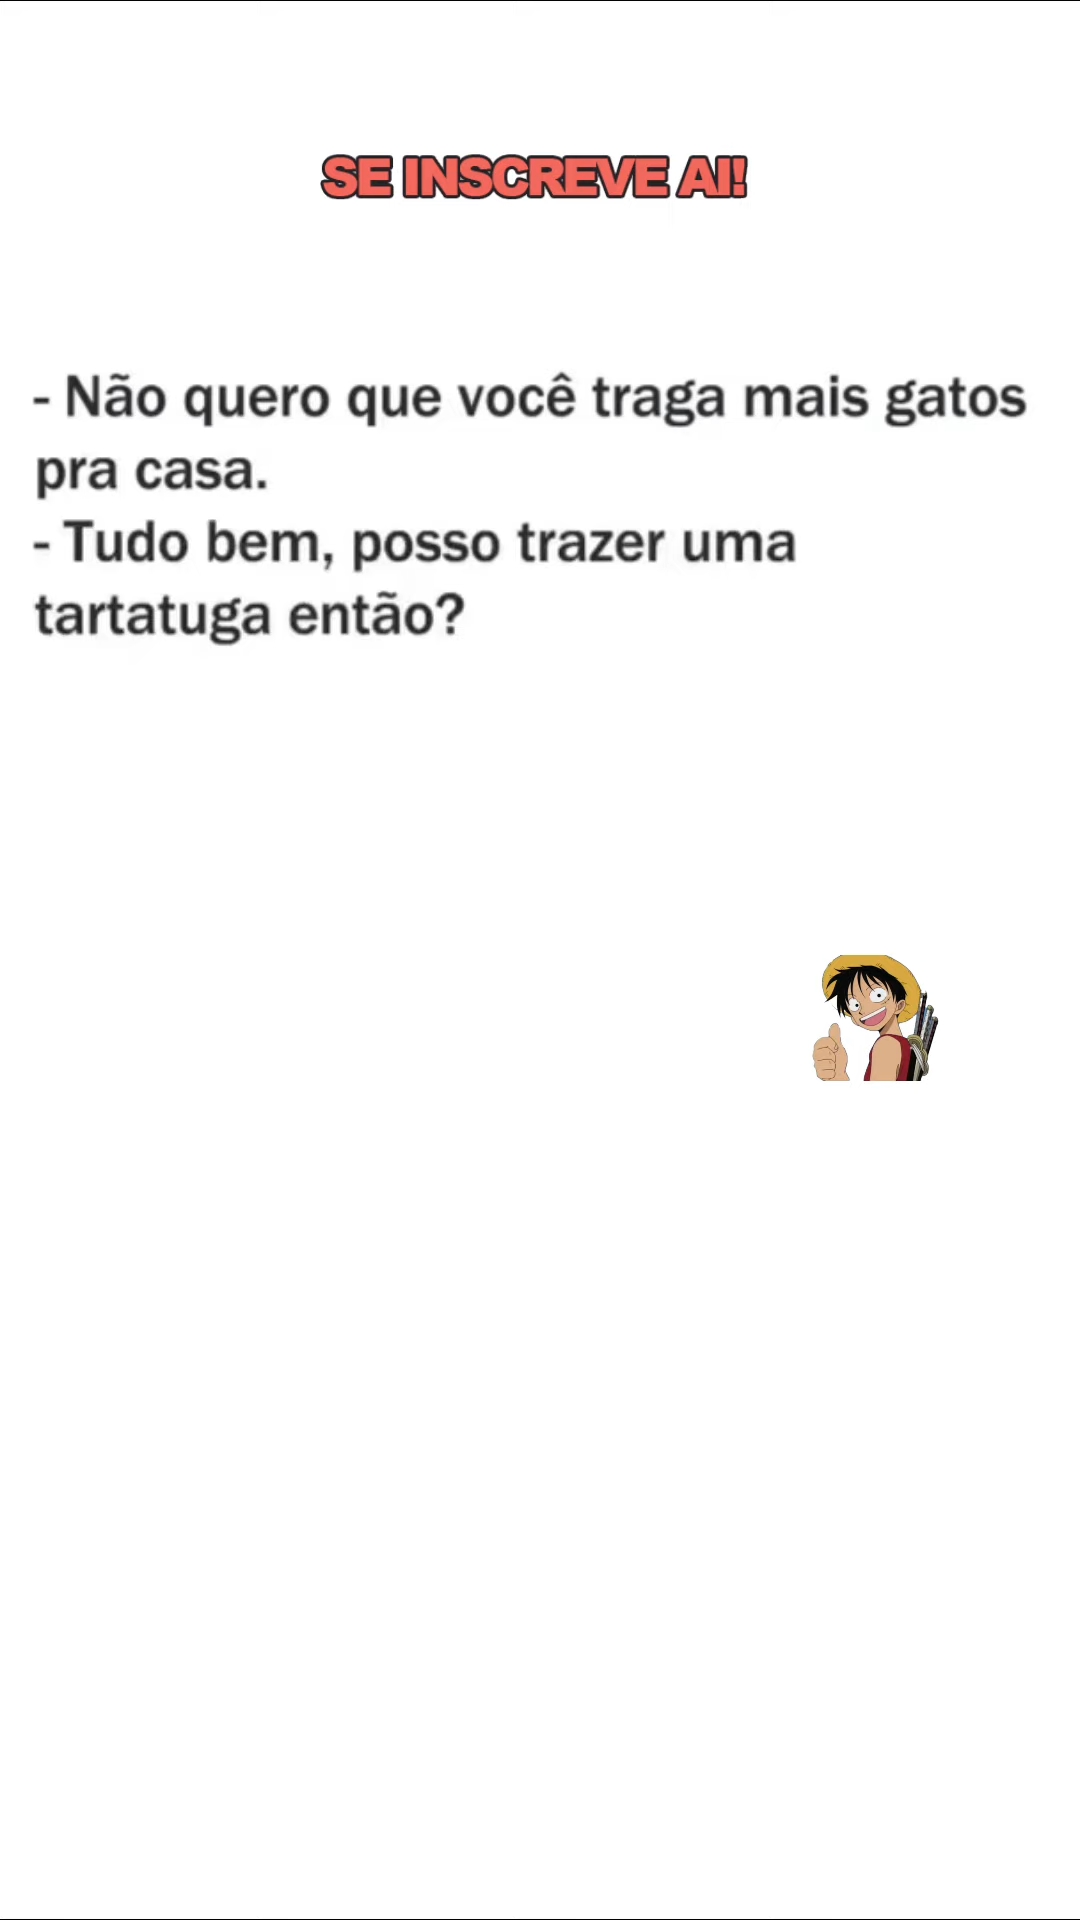 SE INSCREVE AI!
- Não quero que você traga mais gatos
pra casa.
- Tudo bem, posso trazer uma
tartatuga então?